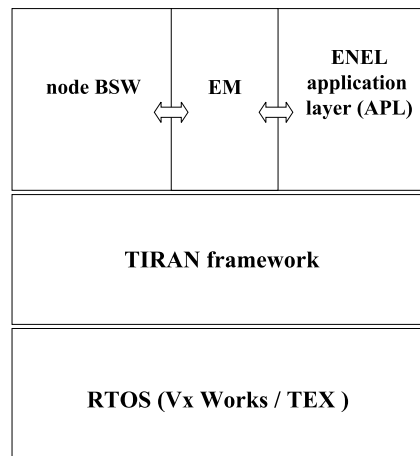 node BSW
EM
ENEL
application
layer (APL)
TIRAN framework
RTOS (Vx Works / TEX )